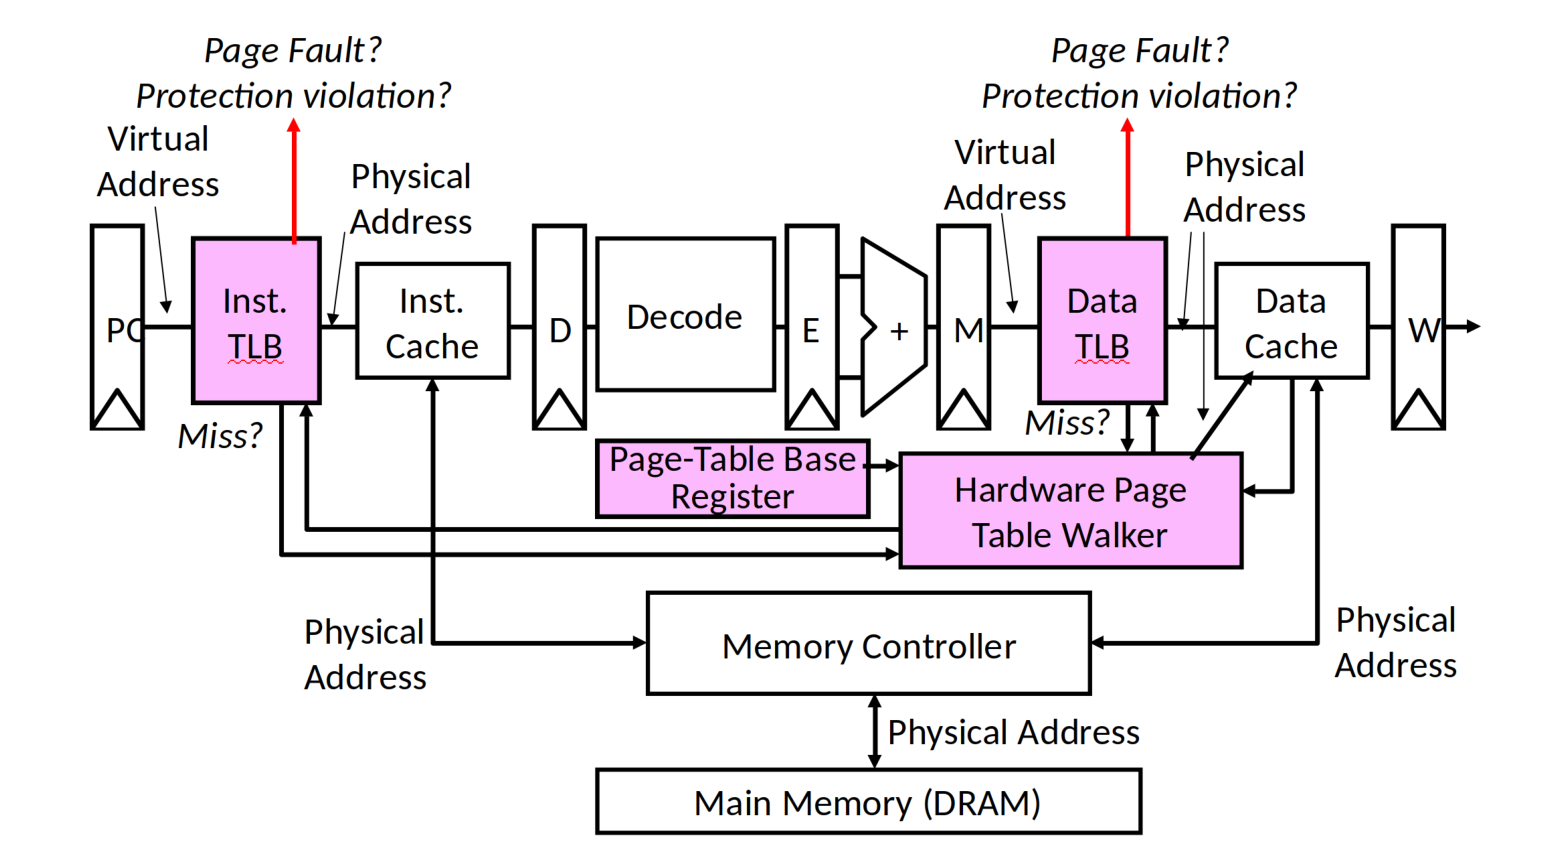 Page Fault?
Protection violation?
Page Fault?
Protection violation?
Virtual
Address
Physical
Address
Virtual
Address
Physical
Address
PC
Inst.
TLB
Inst.
Cache
D
Decode
E
+
M
Data
TLB
Data
Cache
W
Miss?
Miss?
Page-Table Base
Register
Hardware Page
Table Walker
Physical
Address
Memory Controller
Physical
Address
Physical Address
Main Memory (DRAM)